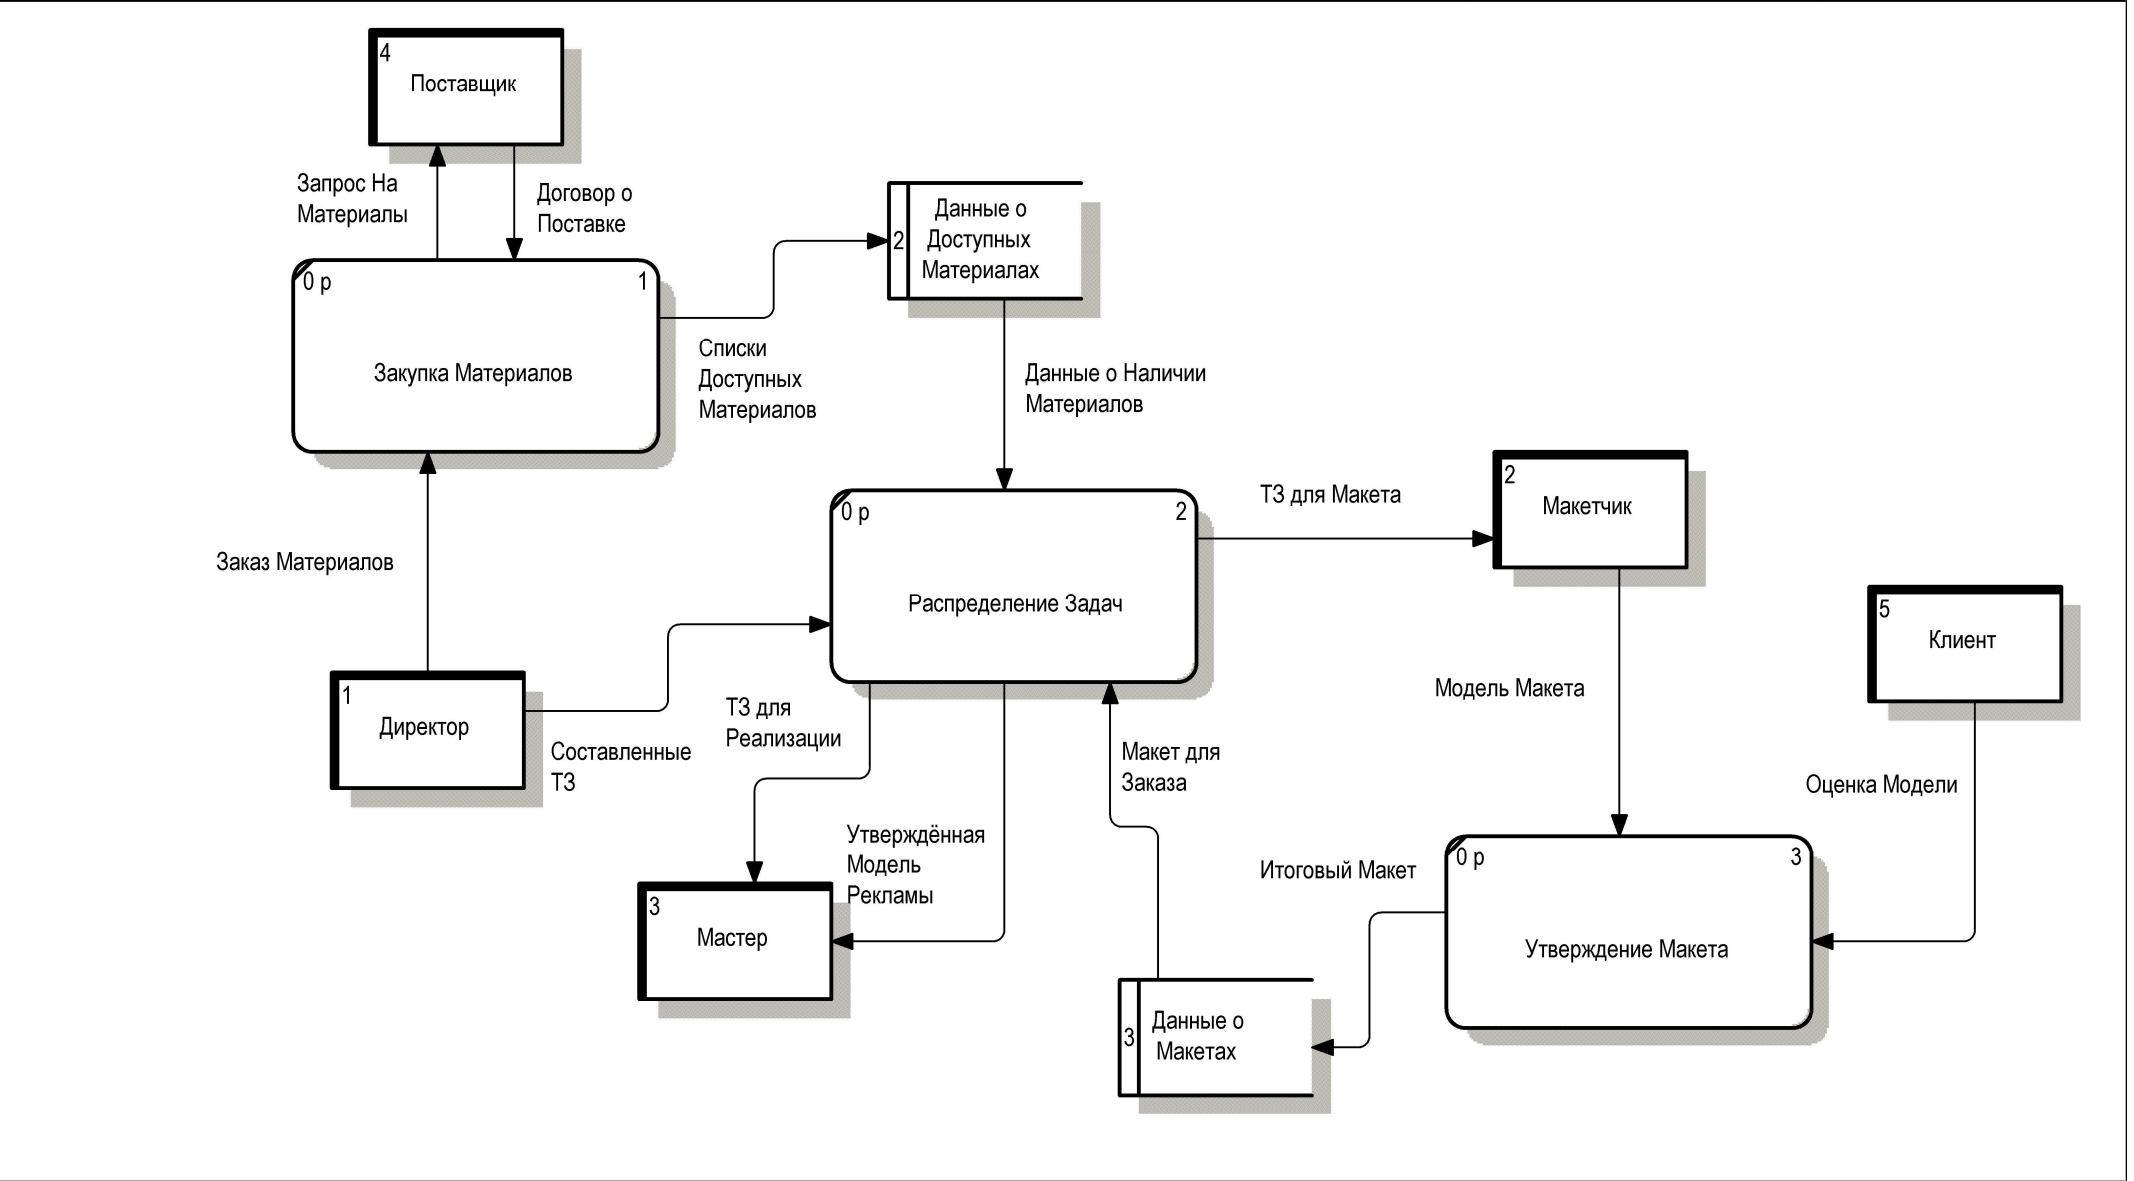 4
Поставщик
Запрос На
Материалы
Договор о
Поставке
2
Данные о
Доступных
Материалах
0 р
1
Закупка Материалов
Списки
Доступных
Материалов
Данные о Наличии
Материалов
Заказ Материалов
0 р
2
Распределение Задач
ТЗ для Макета
2
Макетчик
5
Клиент
1
Директор
Составленные
ТЗ
ТЗ для
Реализации
Макет для
Заказа
Модель Макета
Оценка Модели
Утверждённая
Модель
Рекламы
3
Мастер
Итоговый Макет
0 р
3
Утверждение Макета
3
Данные о
Макетах